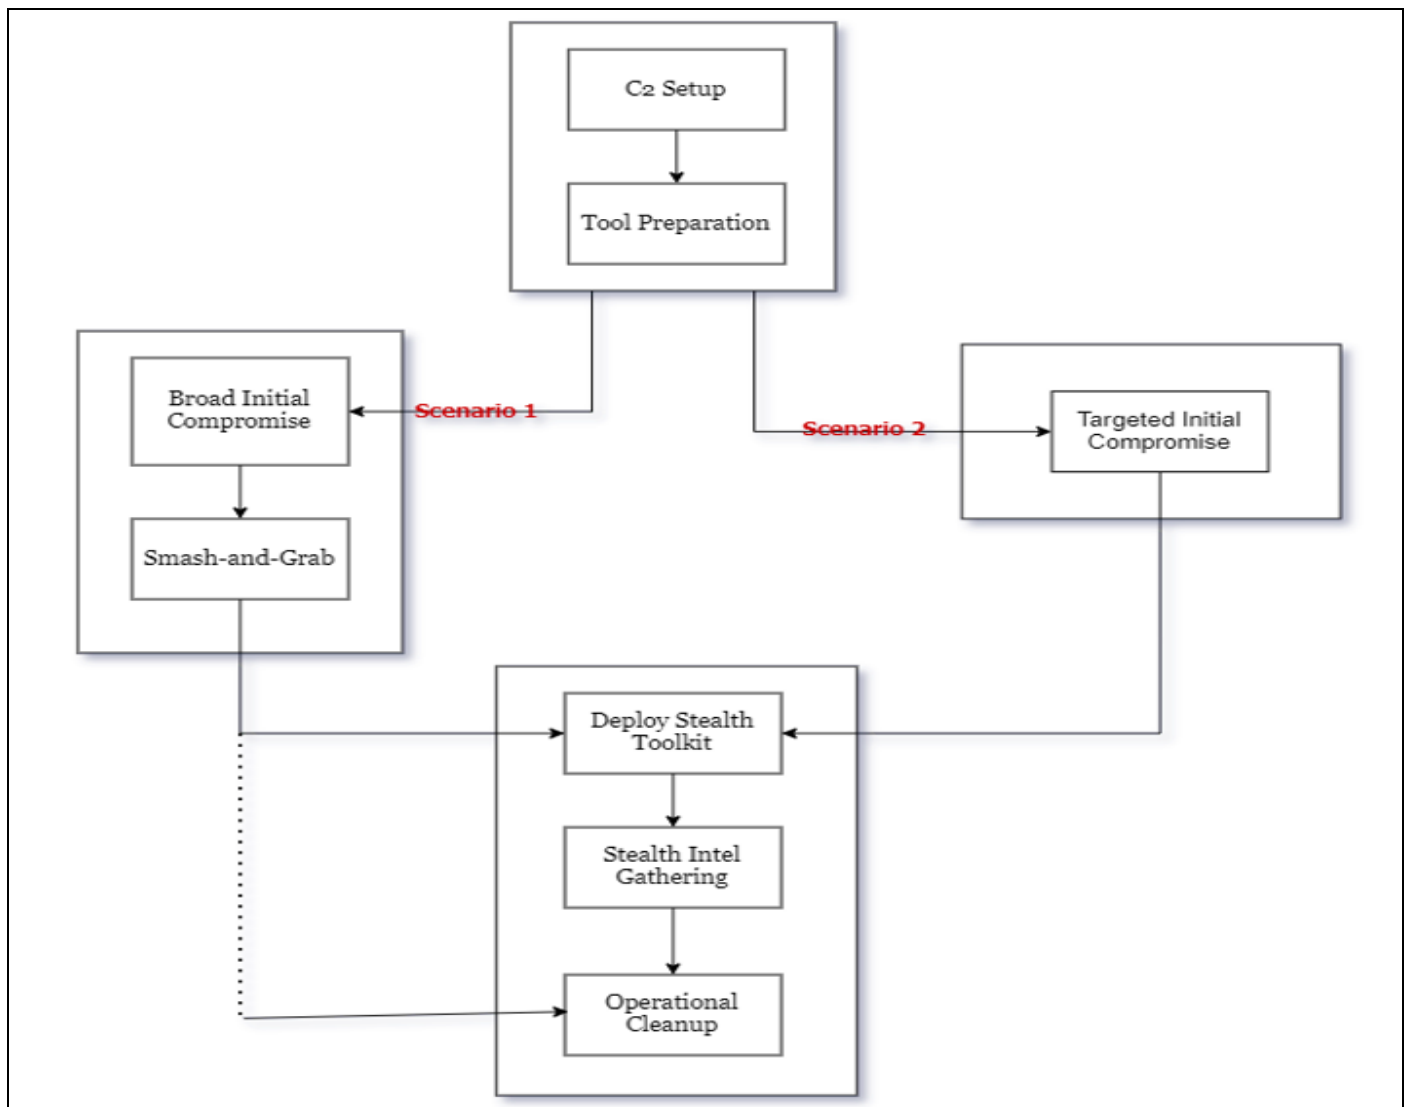 C2 Setup
Tool Preparation
Broad Initial
Compromise
Scenario 1
Scenario 2
Targeted Initial
Compromise
Smash-and-Grab
Deploy Stealth
Toolkit
Stealth Intel
Gathering
Operational
Cleanup